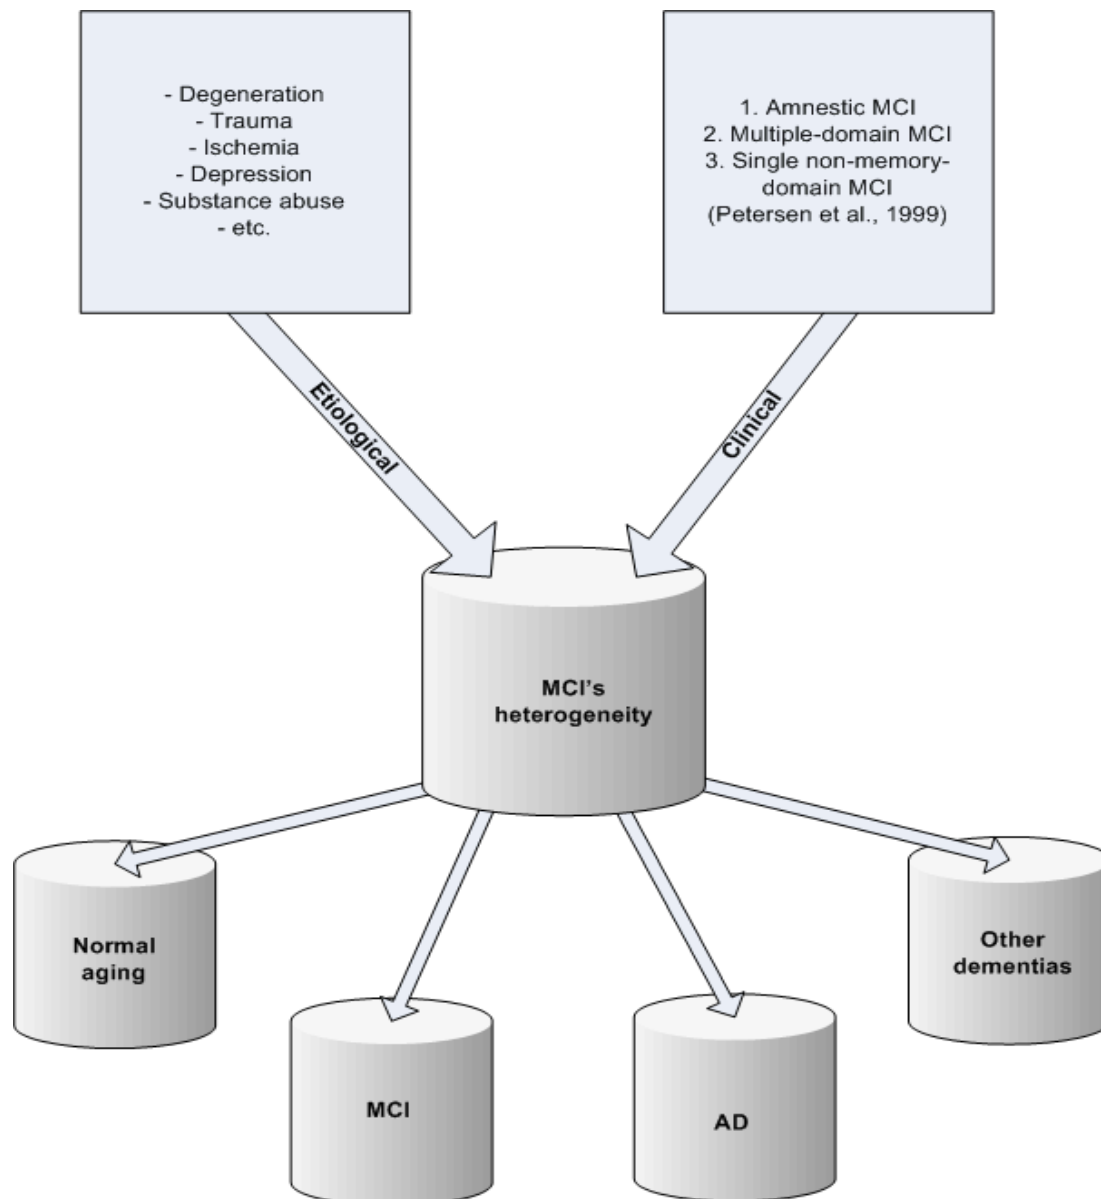 - Degeneration
- Trauma
- Ischemia
- Depression
- Substance abuse
- etc.
1. Amnestic MCI
2. Multiple-domain MCI
3. Single non-memory-
domain MCI
(Petersen et al., 1999)
Etiological
Clinical
MCI's
heterogeneity
Normal
aging
Other
dementias
MCI
AD